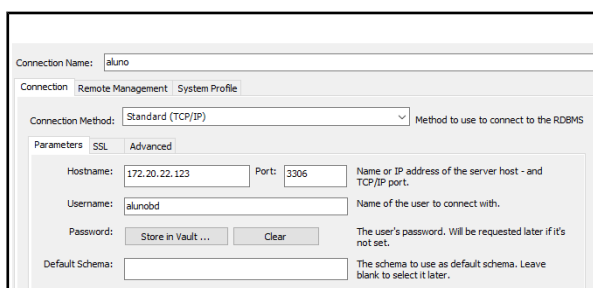 Connection Name: aluno
Connection Remote Management System Profile
Connection Method: Standard (TCP/IP) Method to use to connect to the RDBMS
Parameters SSL Advanced
Hostname: 172.20.22.123 Port: 3306 Name or IP address of the server host - and
TCP/IP port.
Username: alunobd Name of the user to connect with.
Password: Store in Vault ... Clear The user's password. Will be requested later if it's
not set.
Default Schema: The schema to use as default schema. Leave
blank to select it later.